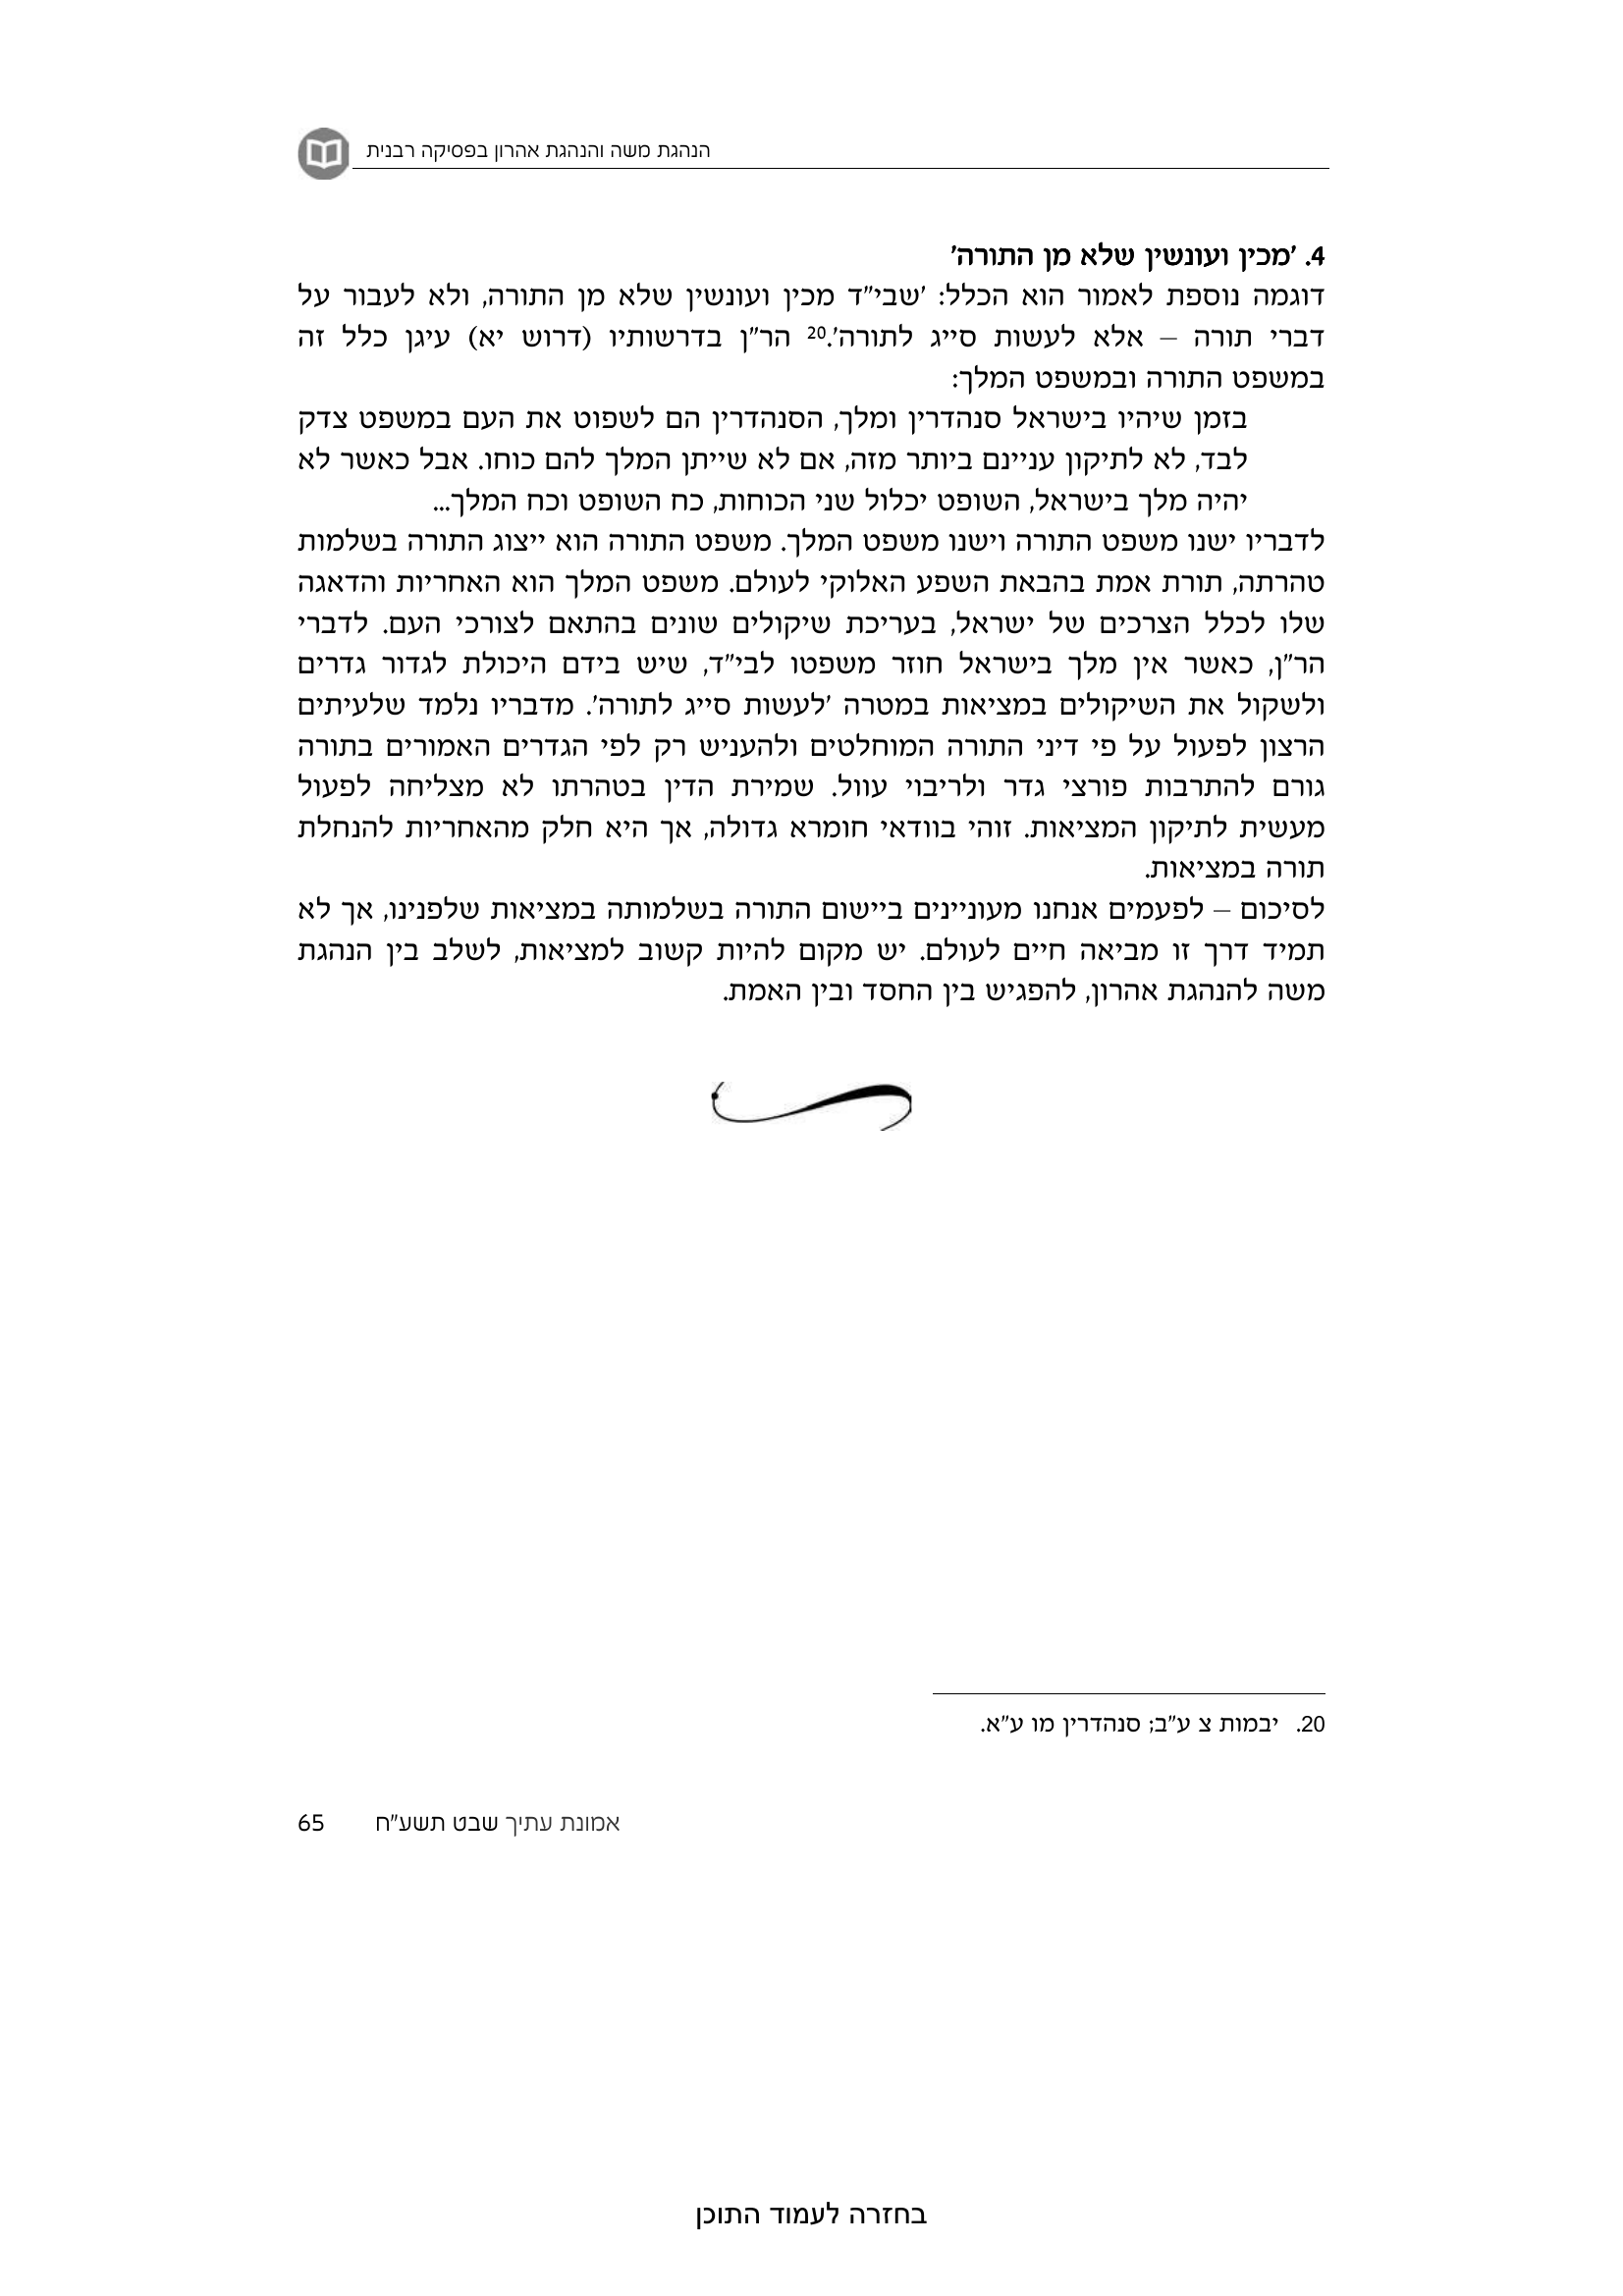 הנהגת משה והנהגת אהרון בפסיקה רבנית
4. 'מכין ועונשין שלא מן התורה'
דוגמה נוספת לאמור הוא הכלל: 'שבי"ד מכין ועונשין שלא מן התורה, ולא לעבור על
דברי תורה – אלא לעשות סייג לתורה'.20 הר"ן בדרשותיו (דרוש יא) עיגן כלל זה
במשפט התורה ובמשפט המלך:
בזמן שיהיו בישראל סנהדרין ומלך, הסנהדרין הם לשפוט את העם במשפט צדק
לבד, לא לתיקון עניינם ביותר מזה, אם לא שייתן המלך להם כוחו. אבל כאשר לא
יהיה מלך בישראל, השופט יכלול שני הכוחות, כח השופט וכח המלך...
לדבריו ישנו משפט התורה וישנו משפט המלך. משפט התורה הוא ייצוג התורה בשלמות
טהרתה, תורת אמת בהבאת השפע האלוקי לעולם. משפט המלך הוא האחריות והדאגה
שלו לכלל הצרכים של ישראל, בעריכת שיקולים שונים בהתאם לצורכי העם. לדברי
הר"ן, כאשר אין מלך בישראל חוזר משפטו לבי"ד, שיש בידם היכולת לגדור גדרים
ולשקול את השיקולים במציאות במטרה 'לעשות סייג לתורה'. מדבריו נלמד שלעיתים
הרצון לפעול על פי דיני התורה המוחלטים ולהעניש רק לפי הגדרים האמורים בתורה
גורם להתרבות פורצי גדר ולריבוי עוול. שמירת הדין בטהרתו לא מצליחה לפעול
מעשית לתיקון המציאות. זוהי בוודאי חומרא גדולה, אך היא חלק מהאחריות להנחלת
תורה במציאות.
לסיכום – לפעמים אנחנו מעוניינים ביישום התורה בשלמותה במציאות שלפנינו, אך לא
תמיד דרך זו מביאה חיים לעולם. יש מקום להיות קשוב למציאות, לשלב בין הנהגת
משה להנהגת אהרון, להפגיש בין החסד ובין האמת.
20. יבמות צ ע"ב; סנהדרין מו ע"א.
אמונת עתיך שבט תשע"ח 65
בחזרה לעמוד התוכן